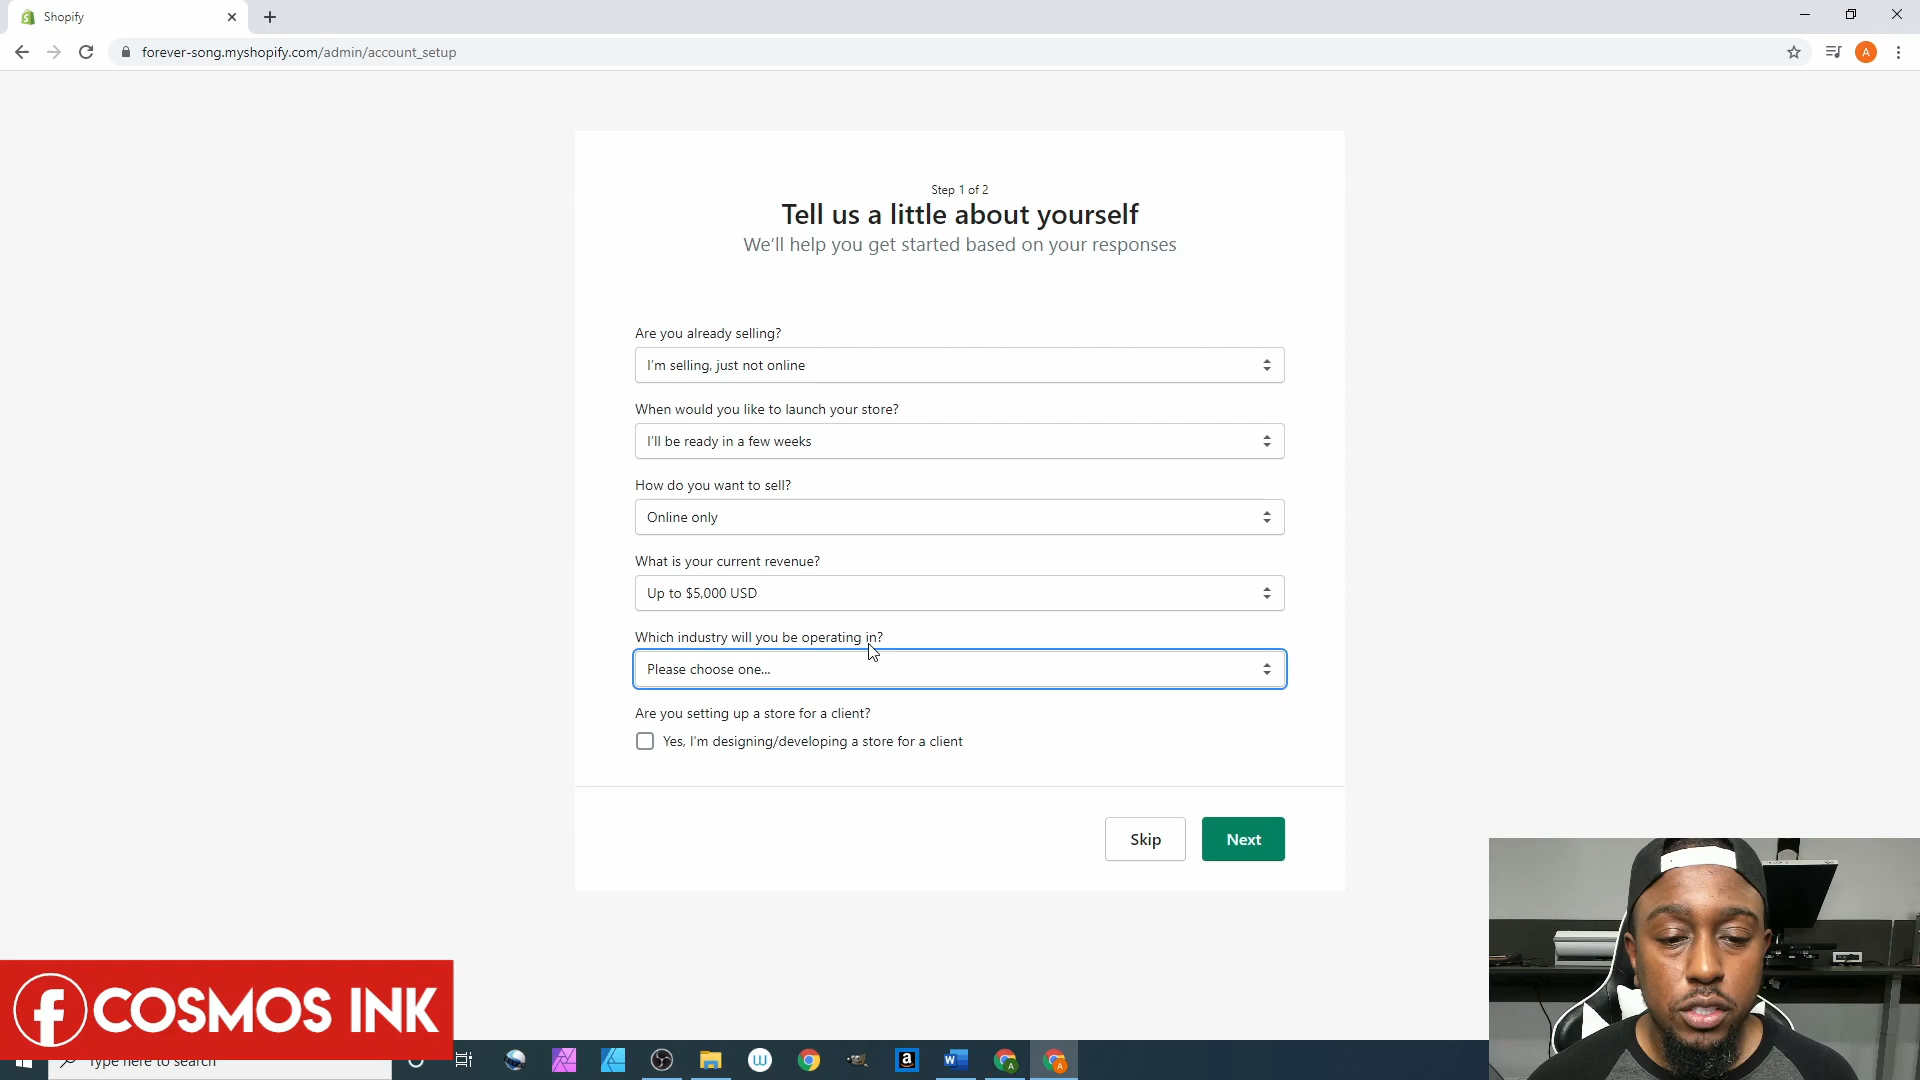 Shopify
forever-song.myshopify.com/admin/account_setup
A
Step 1 of 2
Tell us a little about yourself
We'll help you get started based on your responses
Are you already selling?
I'm selling, just not online
When would you like to launch your store?
I'll be ready in a few weeks
How do you want to sell?
Online only
What is your current revenue?
Up to $5,000 USD
Which industry will you be operating in?
Please choose one...
Are you setting up a store for a client?
Yes, I'm designing/developing a store for a client
Skip
Next
f COSMOS INK
Type here to search